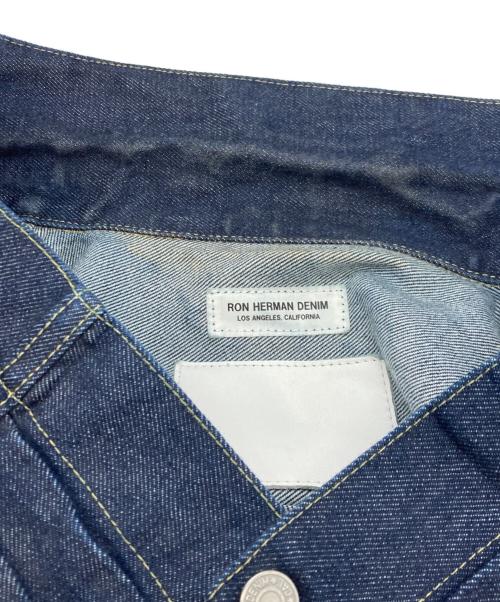 RON HERMAN DENIM
LOS ANGELES, CALIFORNIA